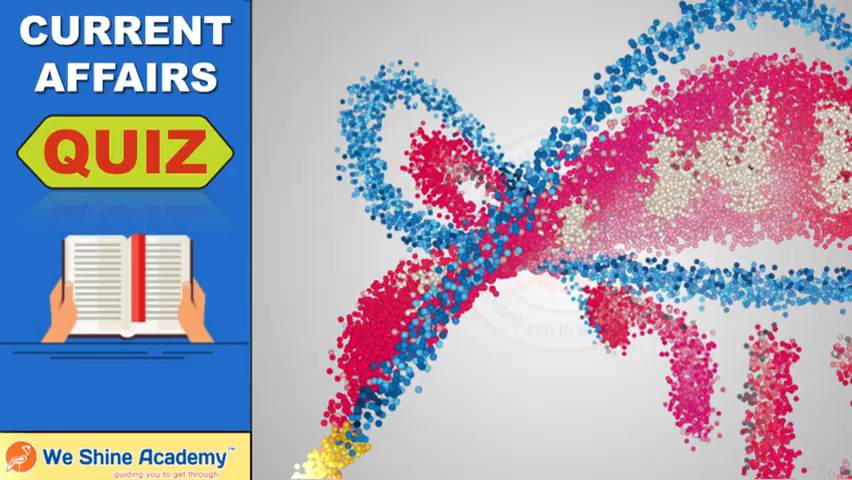 CURRENT
AFFAIRS
QUIZ
We Shine Academy™
guiding you to get through